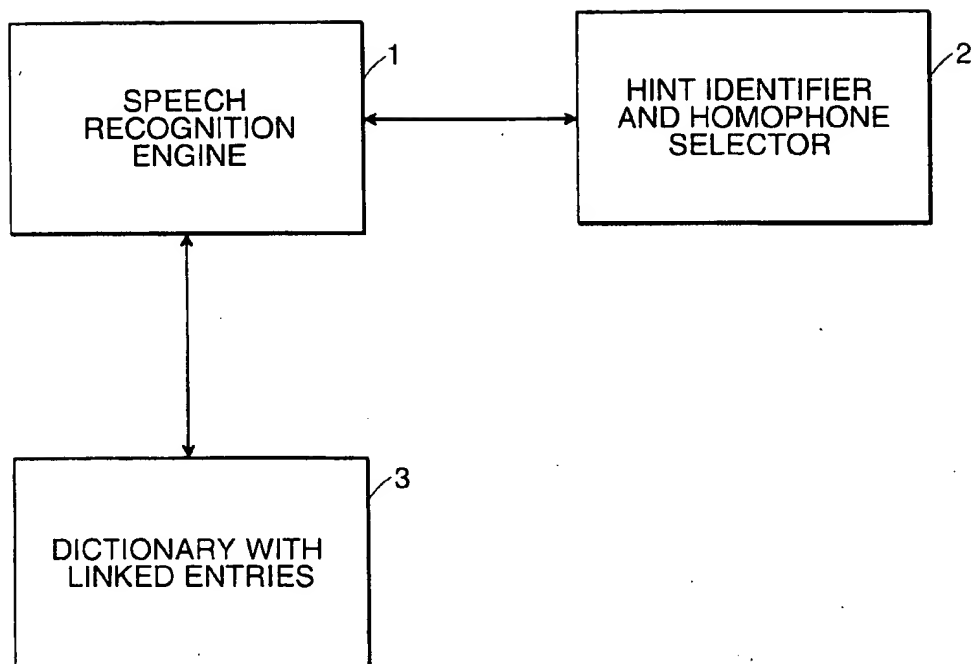 1
SPEECH
RECOGNITION
ENGINE
2
HINT IDENTIFIER
AND HOMOPHONE
SELECTOR
3
DICTIONARY WITH
LINKED ENTRIES